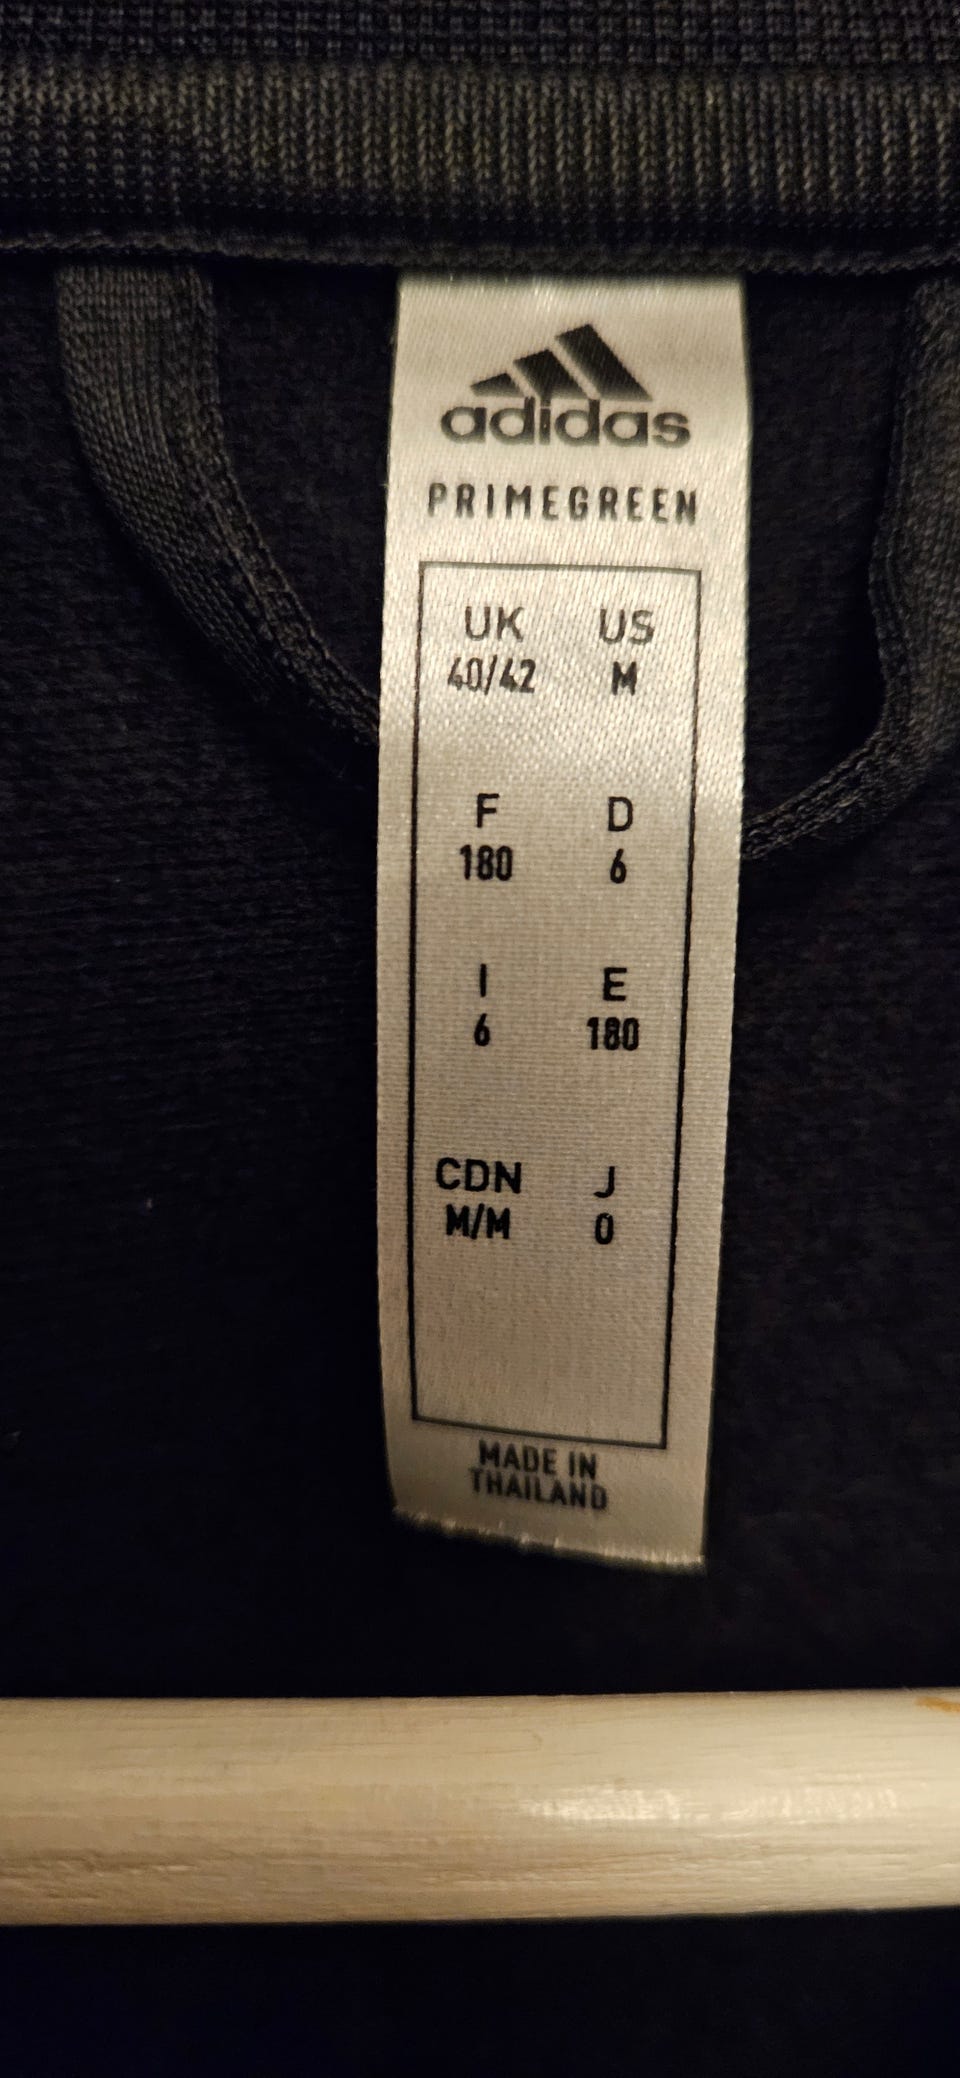 adidas
PRIMEGREEN
UK US
40/42 M
F D
180 6
I E
6 180
CDN J
M/M O
MADE IN
THAILAND